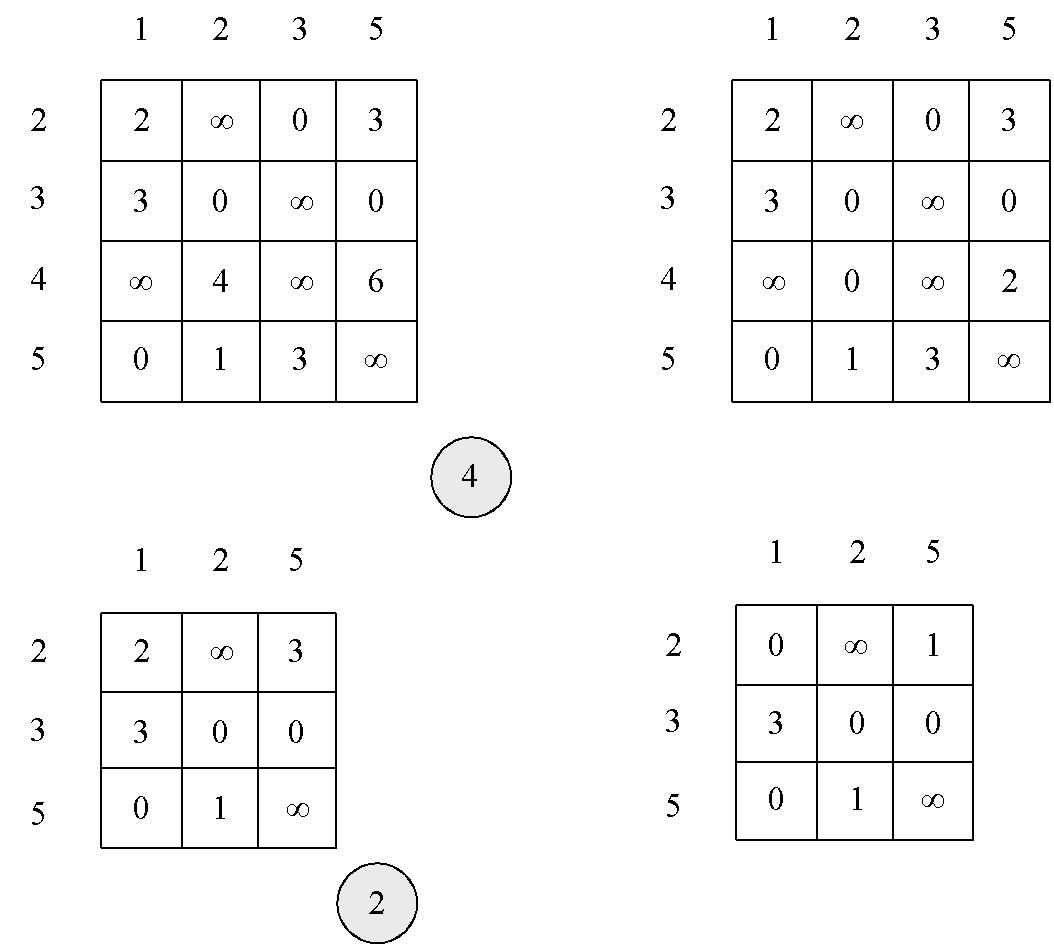 1 2 3 5
2 2 ∞ 0 3
3 3 0 ∞ 0
4 ∞ 4 ∞ 6
5 0 1 3 ∞
1 2 3 5
2 2 ∞ 0 3
3 3 0 ∞ 0
4 ∞ 0 ∞ 2
5 0 1 3 ∞
4
1 2 5
2 2 ∞ 3
3 3 0 0
5 0 1 ∞
1 2 5
2 0 ∞ 1
3 3 0 0
5 0 1 ∞
2